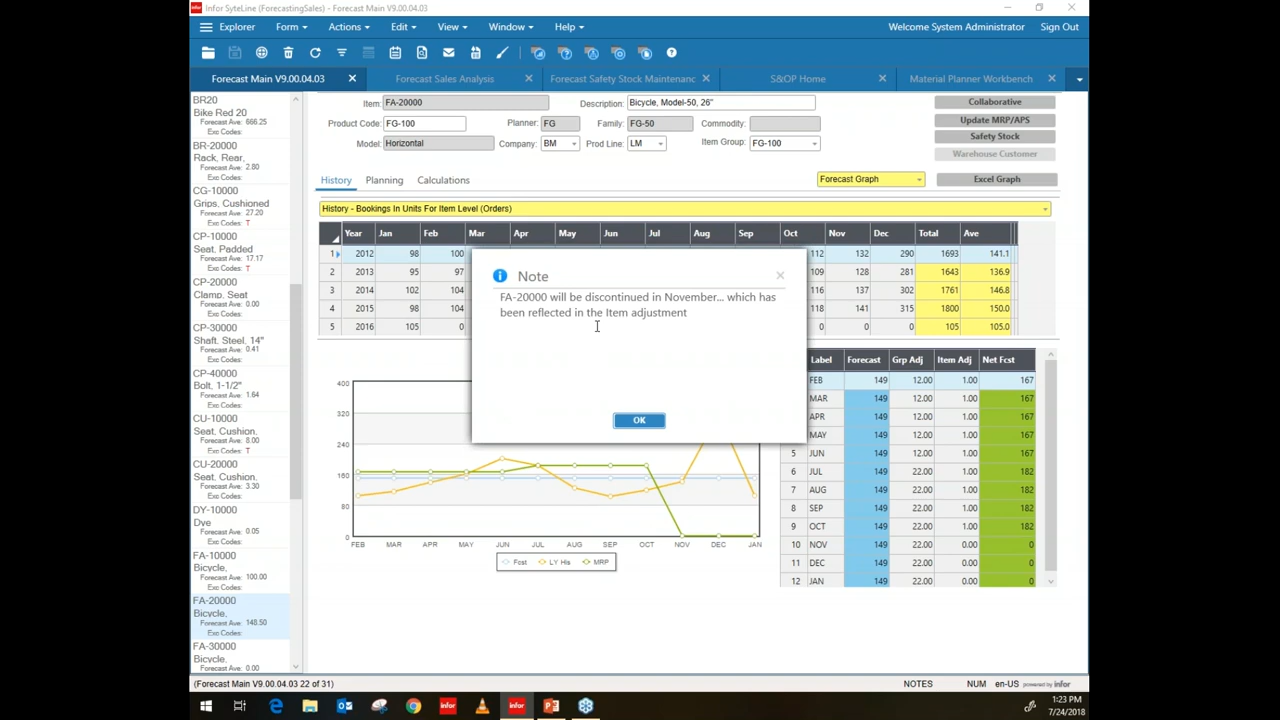 Infor SyteLine (ForecastingSales) - Forecast Main V9.00.04.03
Explorer Form Actions Edit View Window Help Welcome System Administrator Sign Out
Forecast Main V9.00.04.03 Forecast Sales Analysis Forecast Safety Stock Maintenanc S&OP Home Material Planner Workbench
BR20
Bike Red 20
Forecast Ave: 666.25
Exc Codes:
BR-20000
Rack, Rear,
Forecast Ave: 2.80
Exc Codes:
CG-10000
Grips, Cushioned
Forecast Ave: 27.20
Exc Codes: T
CP-10000
Seat, Padded
Forecast Ave: 17.17
Exc Codes: T
CP-20000
Clamp, Seat
Forecast Ave: 0.00
Exc Codes:
CP-30000
Shaft, Steel, 14"
Forecast Ave: 0.41
Exc Codes:
CP-40000
Bolt, 1-1/2"
Forecast Ave: 1.64
Exc Codes:
CU-10000
Seat, Cushion,
Forecast Ave: 8.00
Exc Codes: T
CU-20000
Seat, Cushion,
Forecast Ave: 3.30
Exc Codes:
DY-10000
Dye
Forecast Ave: 0.05
Exc Codes:
FA-10000
Bicycle,
Forecast Ave: 100.00
Exc Codes:
FA-20000
Bicycle,
Forecast Ave: 148.50
Exc Codes:
FA-30000
Bicycle,
Forecast Ave: 0.00
Item: FA-20000 Description: Bicycle, Model-50, 26" Collaborative
Product Code: FG-100 Planner: FG Family: FG-50 Commodity: Update MRP/APS
Safety Stock
Model: Horizontal Company: BM Prod Line: LM Item Group: FG-100 Warehouse Customer
History Planning Calculations Forecast Graph Excel Graph
History - Bookings In Units For Item Level (Orders)
Year Jan Feb Mar Apr May Jun Jul Aug Sep Oct Nov Dec Total Ave
1 2012 98 100 112 132 290 1693 141.1
2 2013 95 97 109 128 281 1643 136.9
3 2014 102 104 116 137 302 1761 146.8
4 2015 98 104 118 141 315 1800 150.0
5 2016 105 0 0 0 0 105 105.0
Note
FA-20000 will be discontinued in November... which has
been reflected in the Item adjustment
OK
Label Forecast Grp Adj Item Adj Net Fcst
FEB 149 12.00 1.00 167
MAR 149 12.00 1.00 167
APR 149 12.00 1.00 167
MAY 149 12.00 1.00 167
5 JUN 149 12.00 1.00 167
6 JUL 149 22.00 1.00 182
7 AUG 149 22.00 1.00 182
8 SEP 149 22.00 1.00 182
9 OCT 149 22.00 1.00 182
10 NOV 149 22.00 0.00 0
11 DEC 149 22.00 0.00 0
12 JAN 149 22.00 0.00 0
400
320
240
160
80
0
FEB MAR APR MAY JUN JUL AUG SEP OCT NOV DEC JAN
Fcst LY His MRP
(Forecast Main V9.00.04.03 22 of 31) NOTES NUM en-US powered by infor
infor infor 1:23 PM
7/24/2018